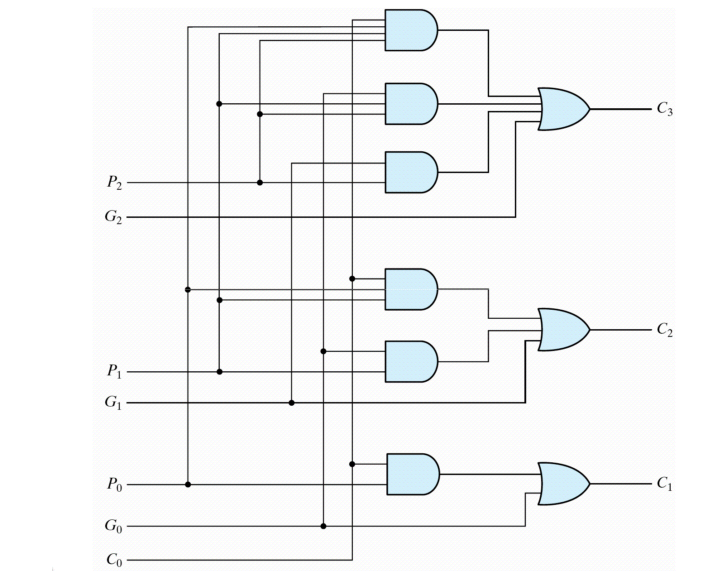 C₃
P₂
G₂
C₂
P₁
G₁
P₀
C₁
G₀
C₀